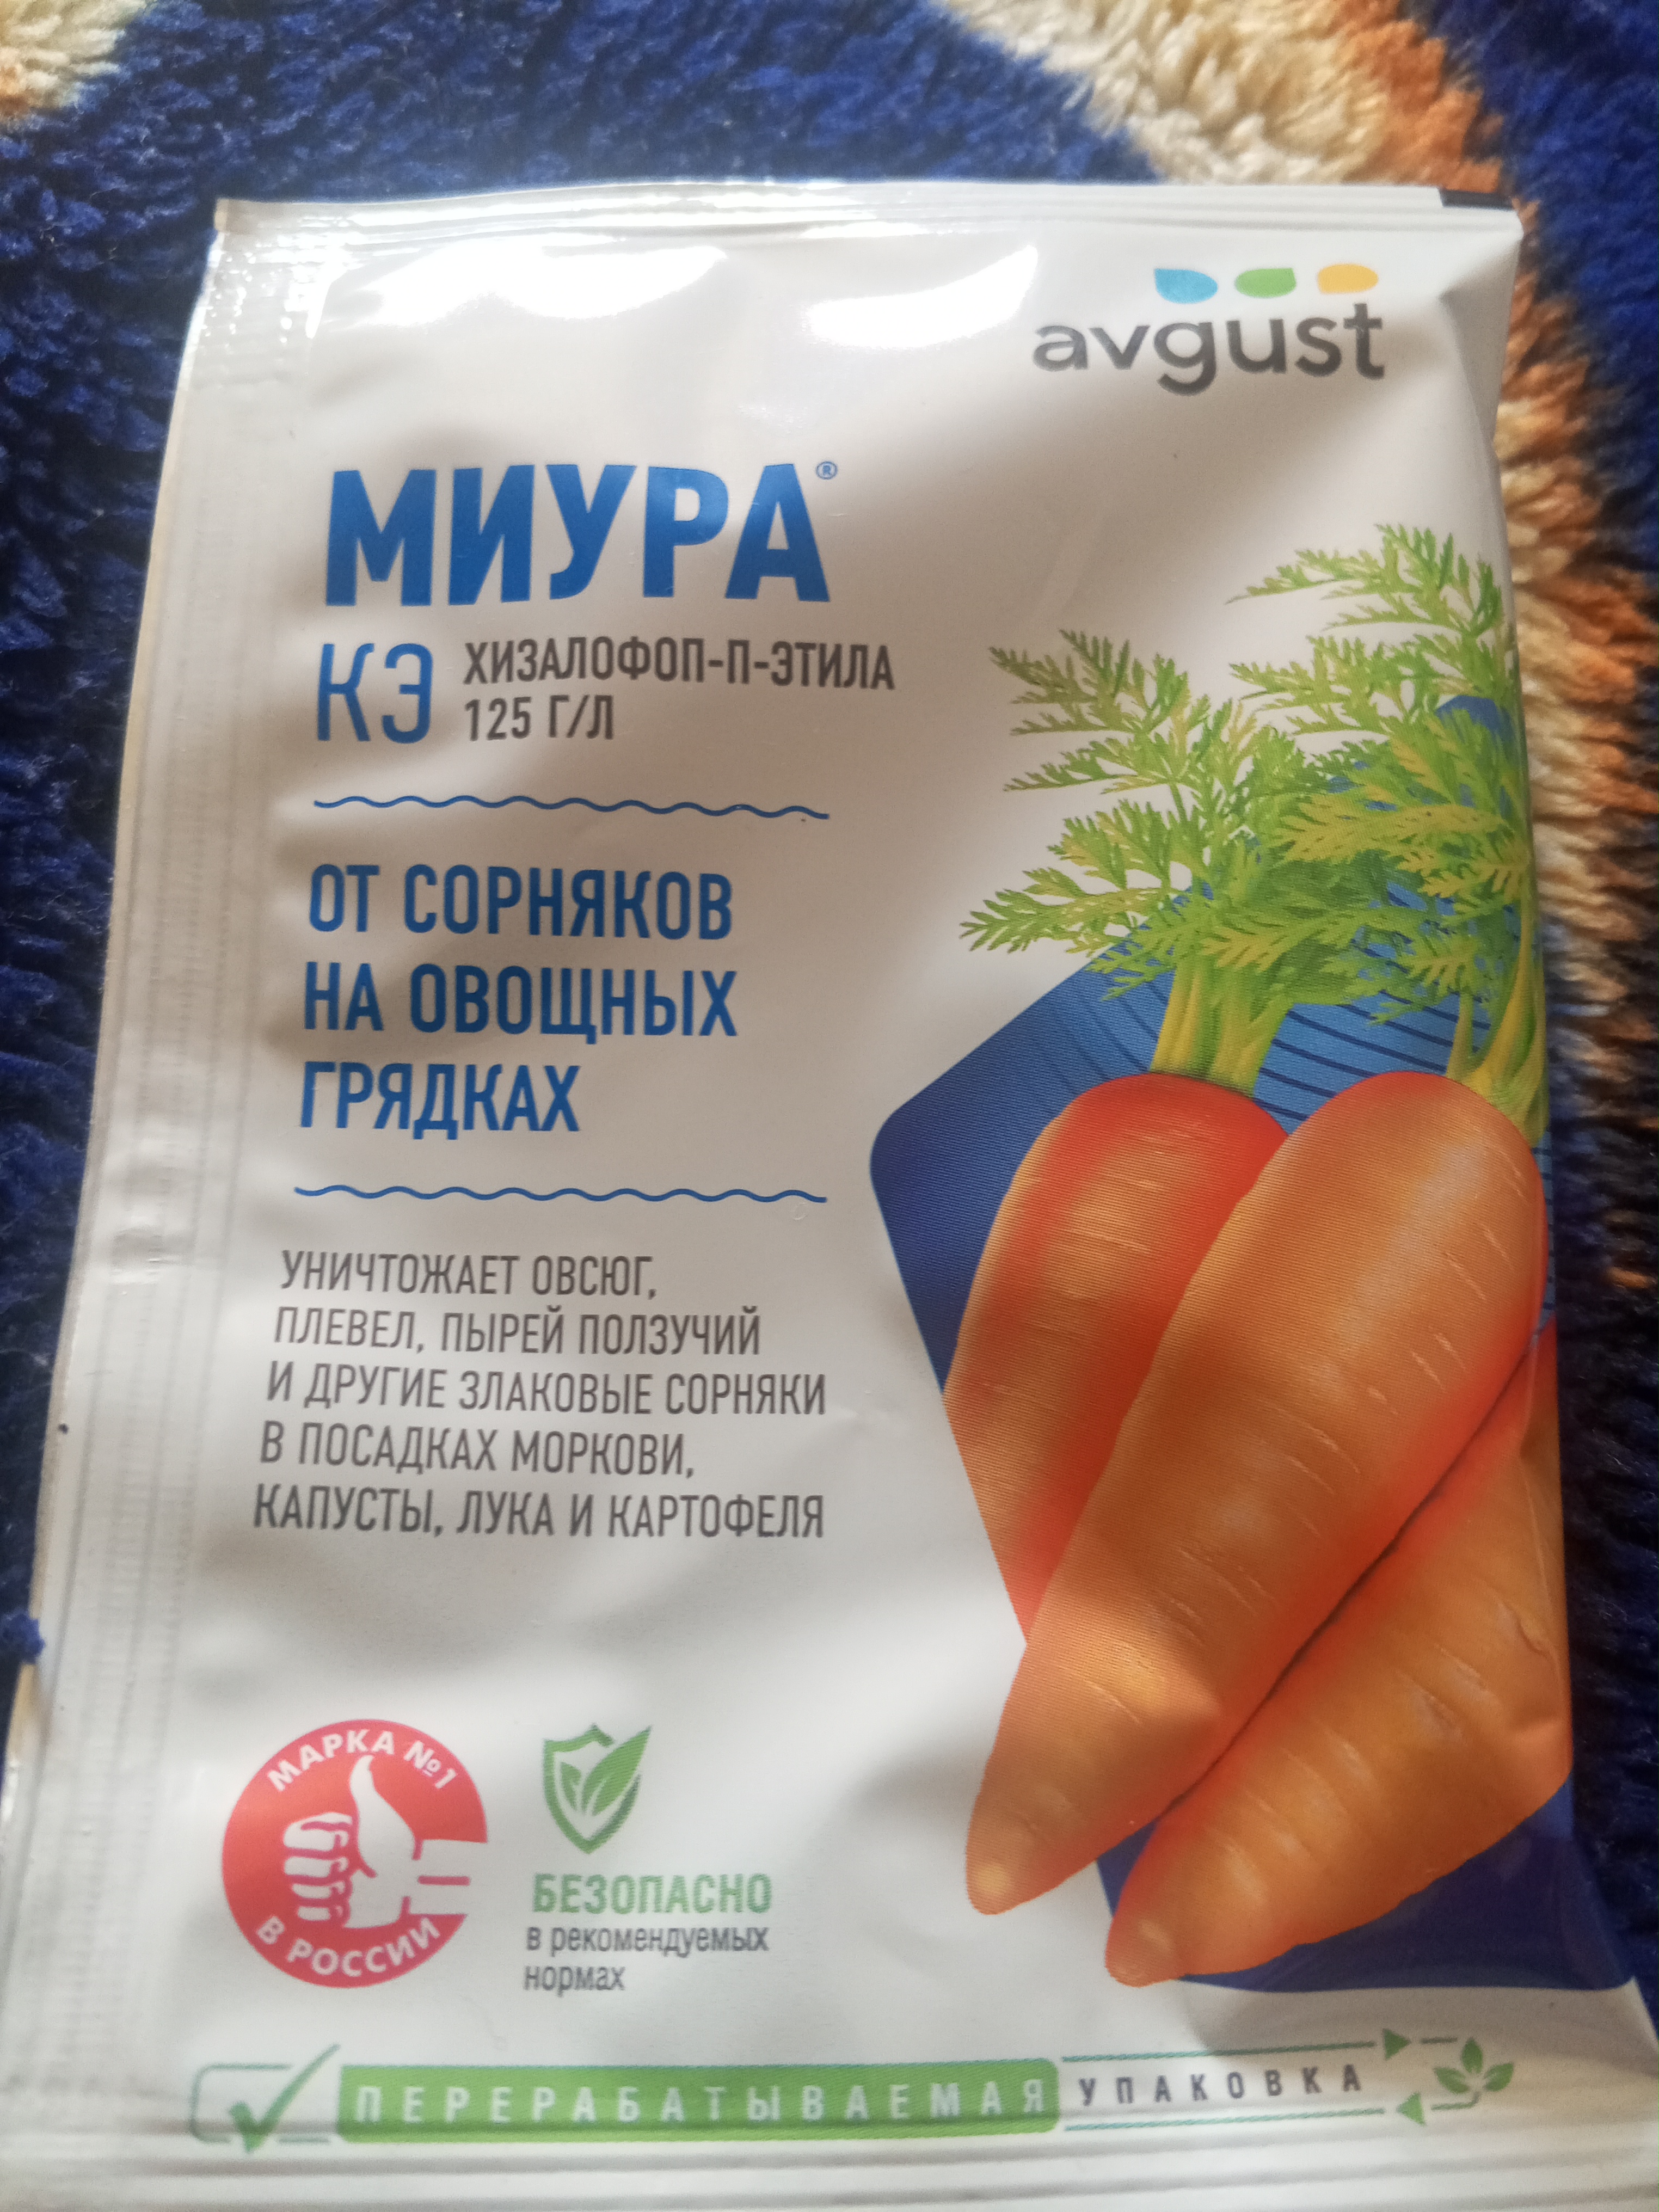 avgust
МИУРА®
КЭ ХИЗАЛОФОП-П-ЭТИЛА
125 Г/Л
ОТ СОРНЯКОВ
НА ОВОЩНЫХ
ГРЯДКАХ
УНИЧТОЖАЕТ ОВСЮГ,
ПЛЕВЕЛ, ПЫРЕЙ ПОЛЗУЧИЙ
И ДРУГИЕ ЗЛАКОВЫЕ СОРНЯКИ
В ПОСАДКАХ МОРКОВИ,
КАПУСТЫ, ЛУКА И КАРТОФЕЛЯ
МАРКА №1
В РОССИИ
БЕЗОПАСНО
в рекомендуемых
нормах
ПЕРЕРАБАТЫВАЕМАЯ УПАКОВКА